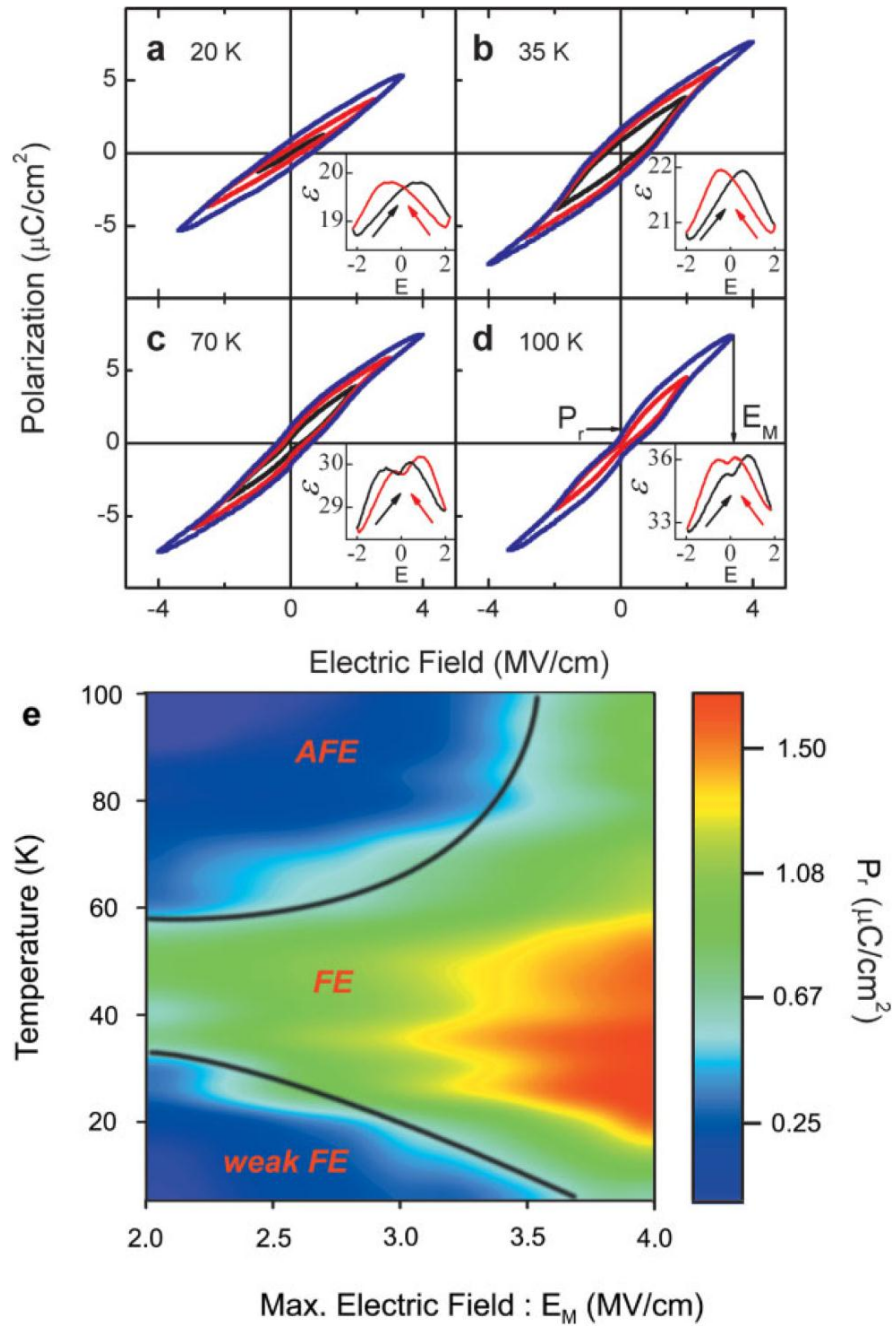 a 20 K
b 35 K
5
0
-5
20
19
ε
-2 0 2
E
22
21
ε
-2 0 2
E
Polarization (μC/cm²)
c 70 K
d 100 K
5
0
-5
Pr
EM
30
29
ε
-2 0 2
E
36
33
ε
-2 0 2
E
-4 0 4
-4 0 4
Electric Field (MV/cm)
e
100
80
60
40
20
Temperature (K)
AFE
FE
weak FE
2.0 2.5 3.0 3.5 4.0
Max. Electric Field : EM (MV/cm)
1.50
1.08
0.67
0.25
Pr (μC/cm²)